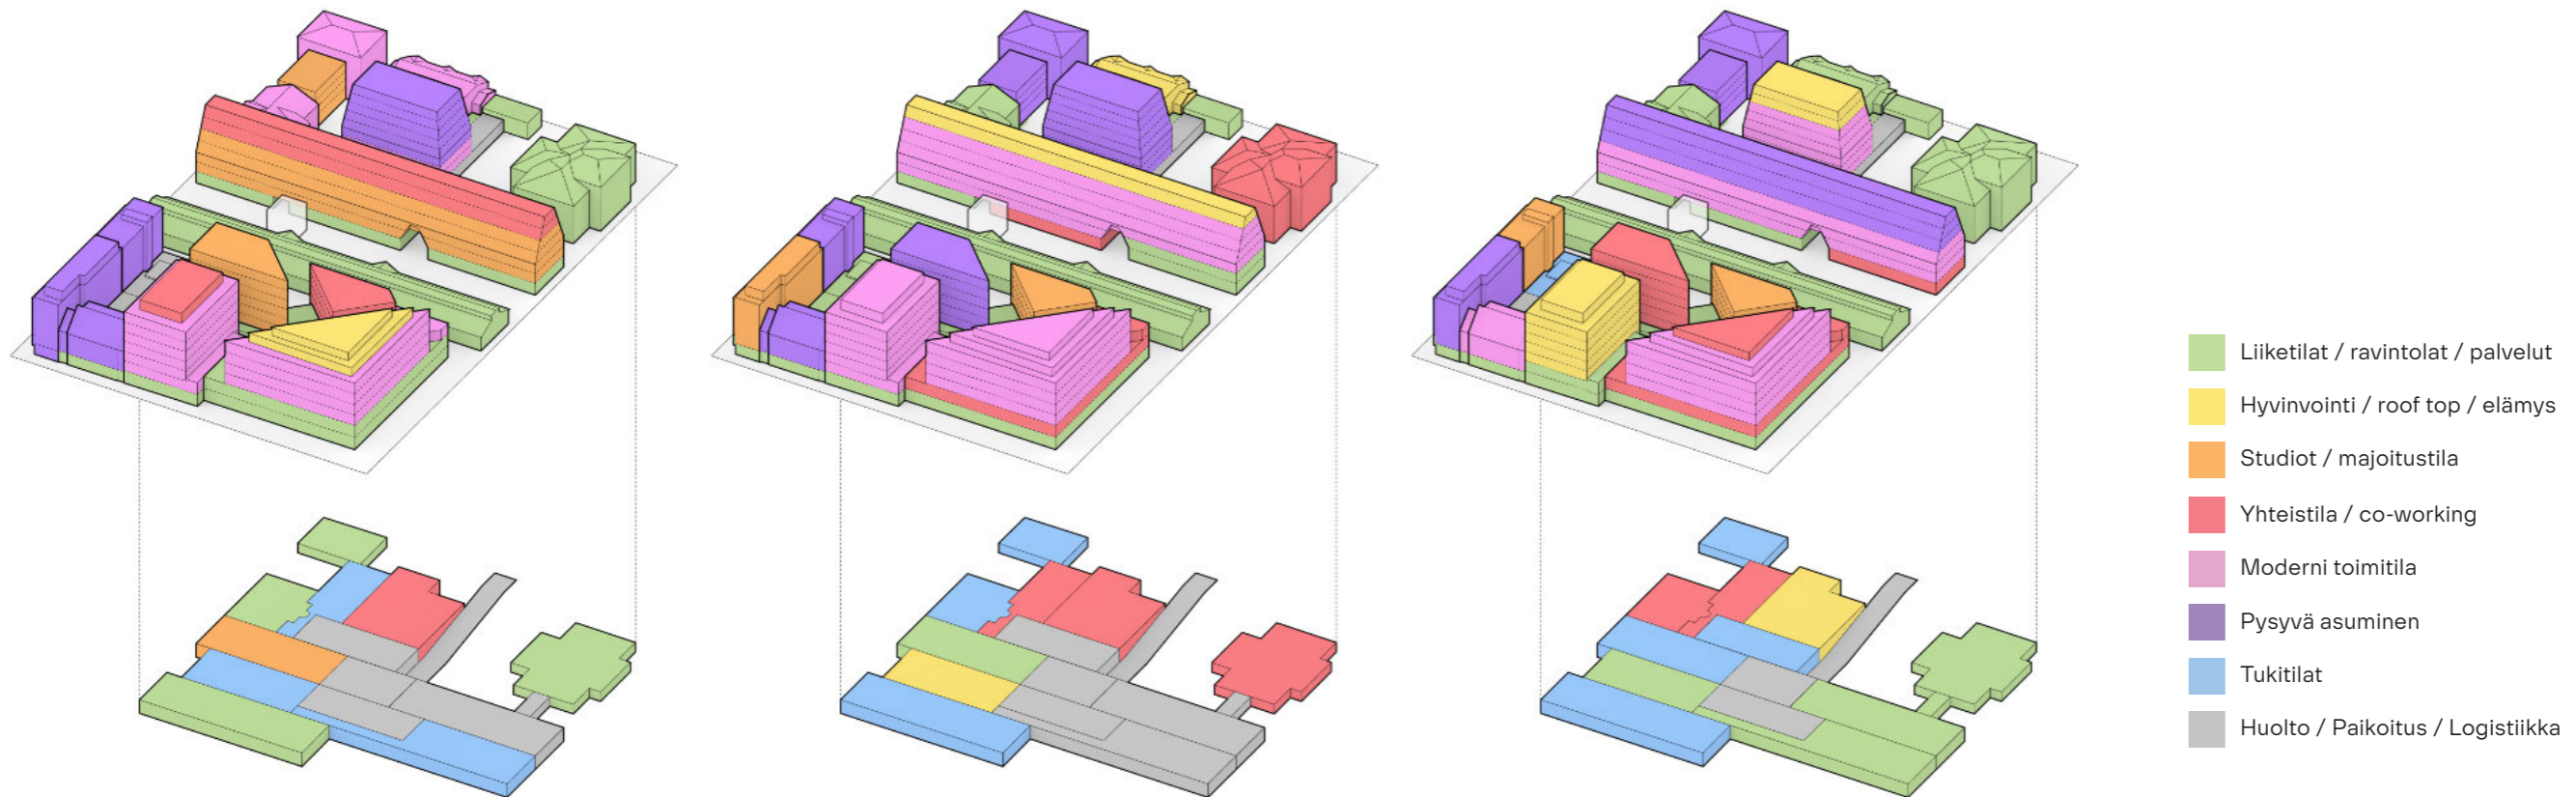 Liiketilat / ravintolat / palvelut
Hyvinvointi / roof top / elämys
Studiot / majoitustila
Yhteistila / co-working
Moderni toimitila
Pysyvä asuminen
Tukitilat
Huolto / Paikoitus / Logistiikka